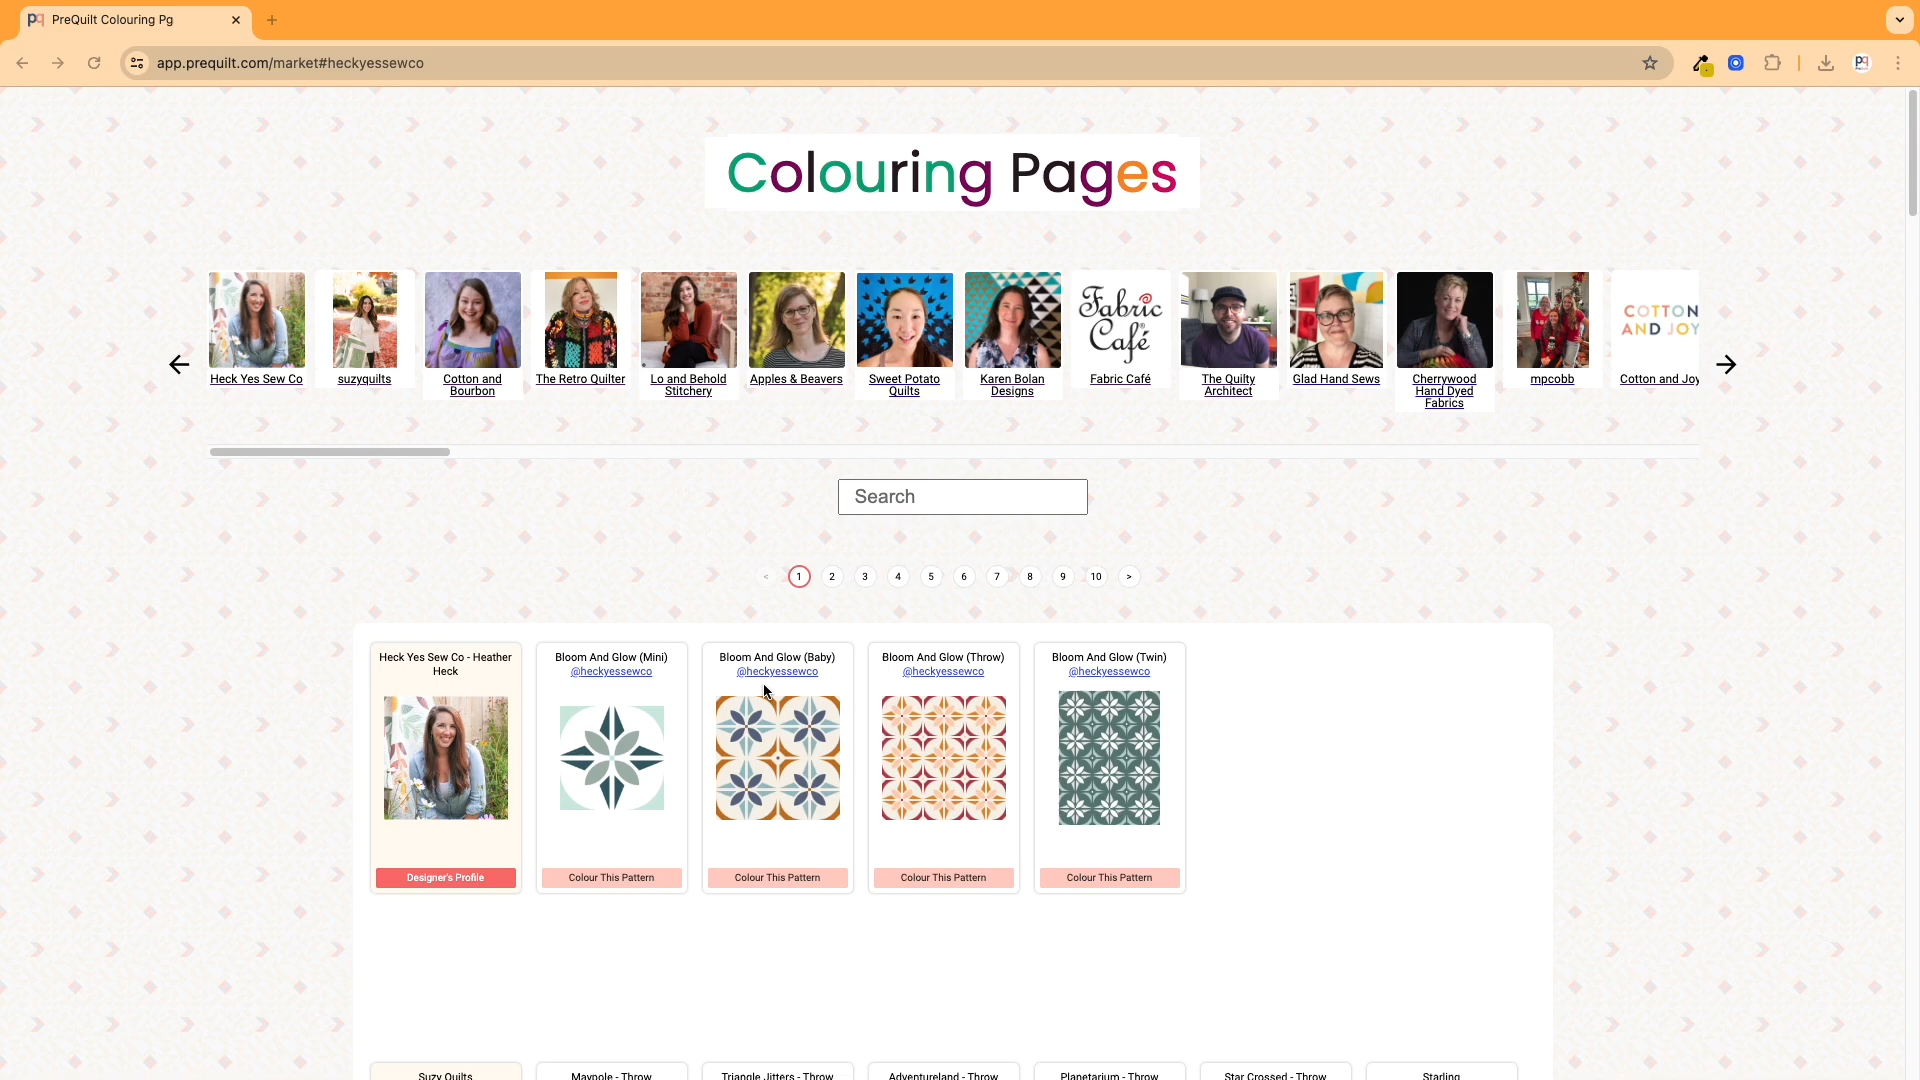 pq PreQuilt Colouring Pg
app.prequilt.com/market#heckyessewco
pq
Colouring Pages
Heck Yes Sew Co
suzyquilts
Cotton and
Bourbon
The Retro Quilter
Lo and Behold
Stitchery
Apples & Beavers
Sweet Potato
Quilts
Karen Bolan
Designs
Fabric
Café
Fabric Café
The Quilty
Architect
Glad Hand Sews
Cherrywood
Hand Dyed
Fabrics
mpcobb
COTTON
AND JOY
Cotton and Joy
Search
< 1 2 3 4 5 6 7 8 9 10 >
Heck Yes Sew Co - Heather
Heck
Designer's Profile
Bloom And Glow (Mini)
@heckyessewco
Colour This Pattern
Bloom And Glow (Baby)
@heckyessewco
Colour This Pattern
Bloom And Glow (Throw)
@heckyessewco
Colour This Pattern
Bloom And Glow (Twin)
@heckyessewco
Colour This Pattern
Suzy Quilts
Maypole - Throw
Triangle Jitters - Throw
Adventureland - Throw
Planetarium - Throw
Star Crossed - Throw
Starling